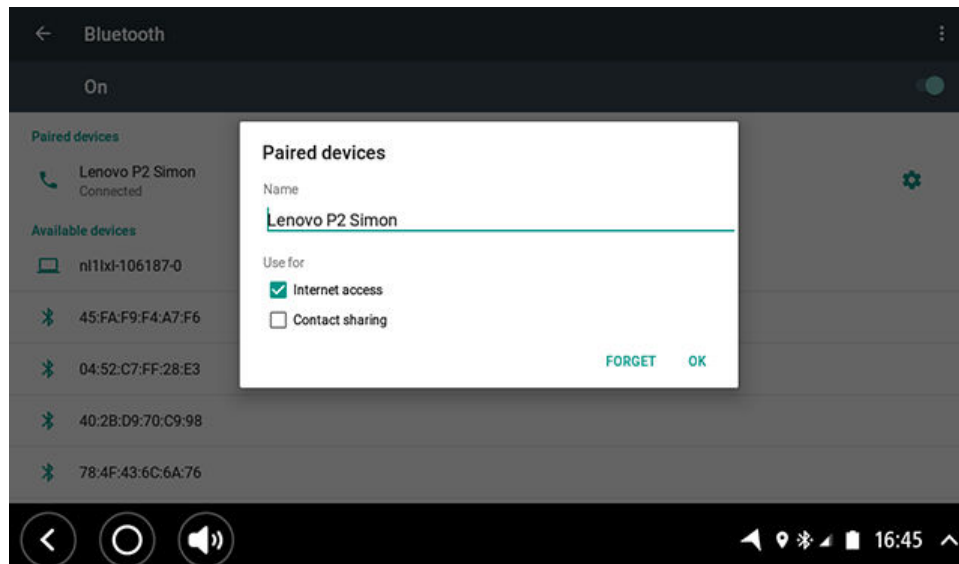 Bluetooth
On
Paired devices
Lenovo P2 Simon
Connected
Available devices
nl1lxl-106187-0
45:FA:F9:F4:A7:F6
04:52:C7:FF:28:E3
40:2B:D9:70:C9:98
78:4F:43:6C:6A:76
Paired devices
Name
Lenovo P2 Simon
Use for
Internet access
Contact sharing
FORGET OK
16:45